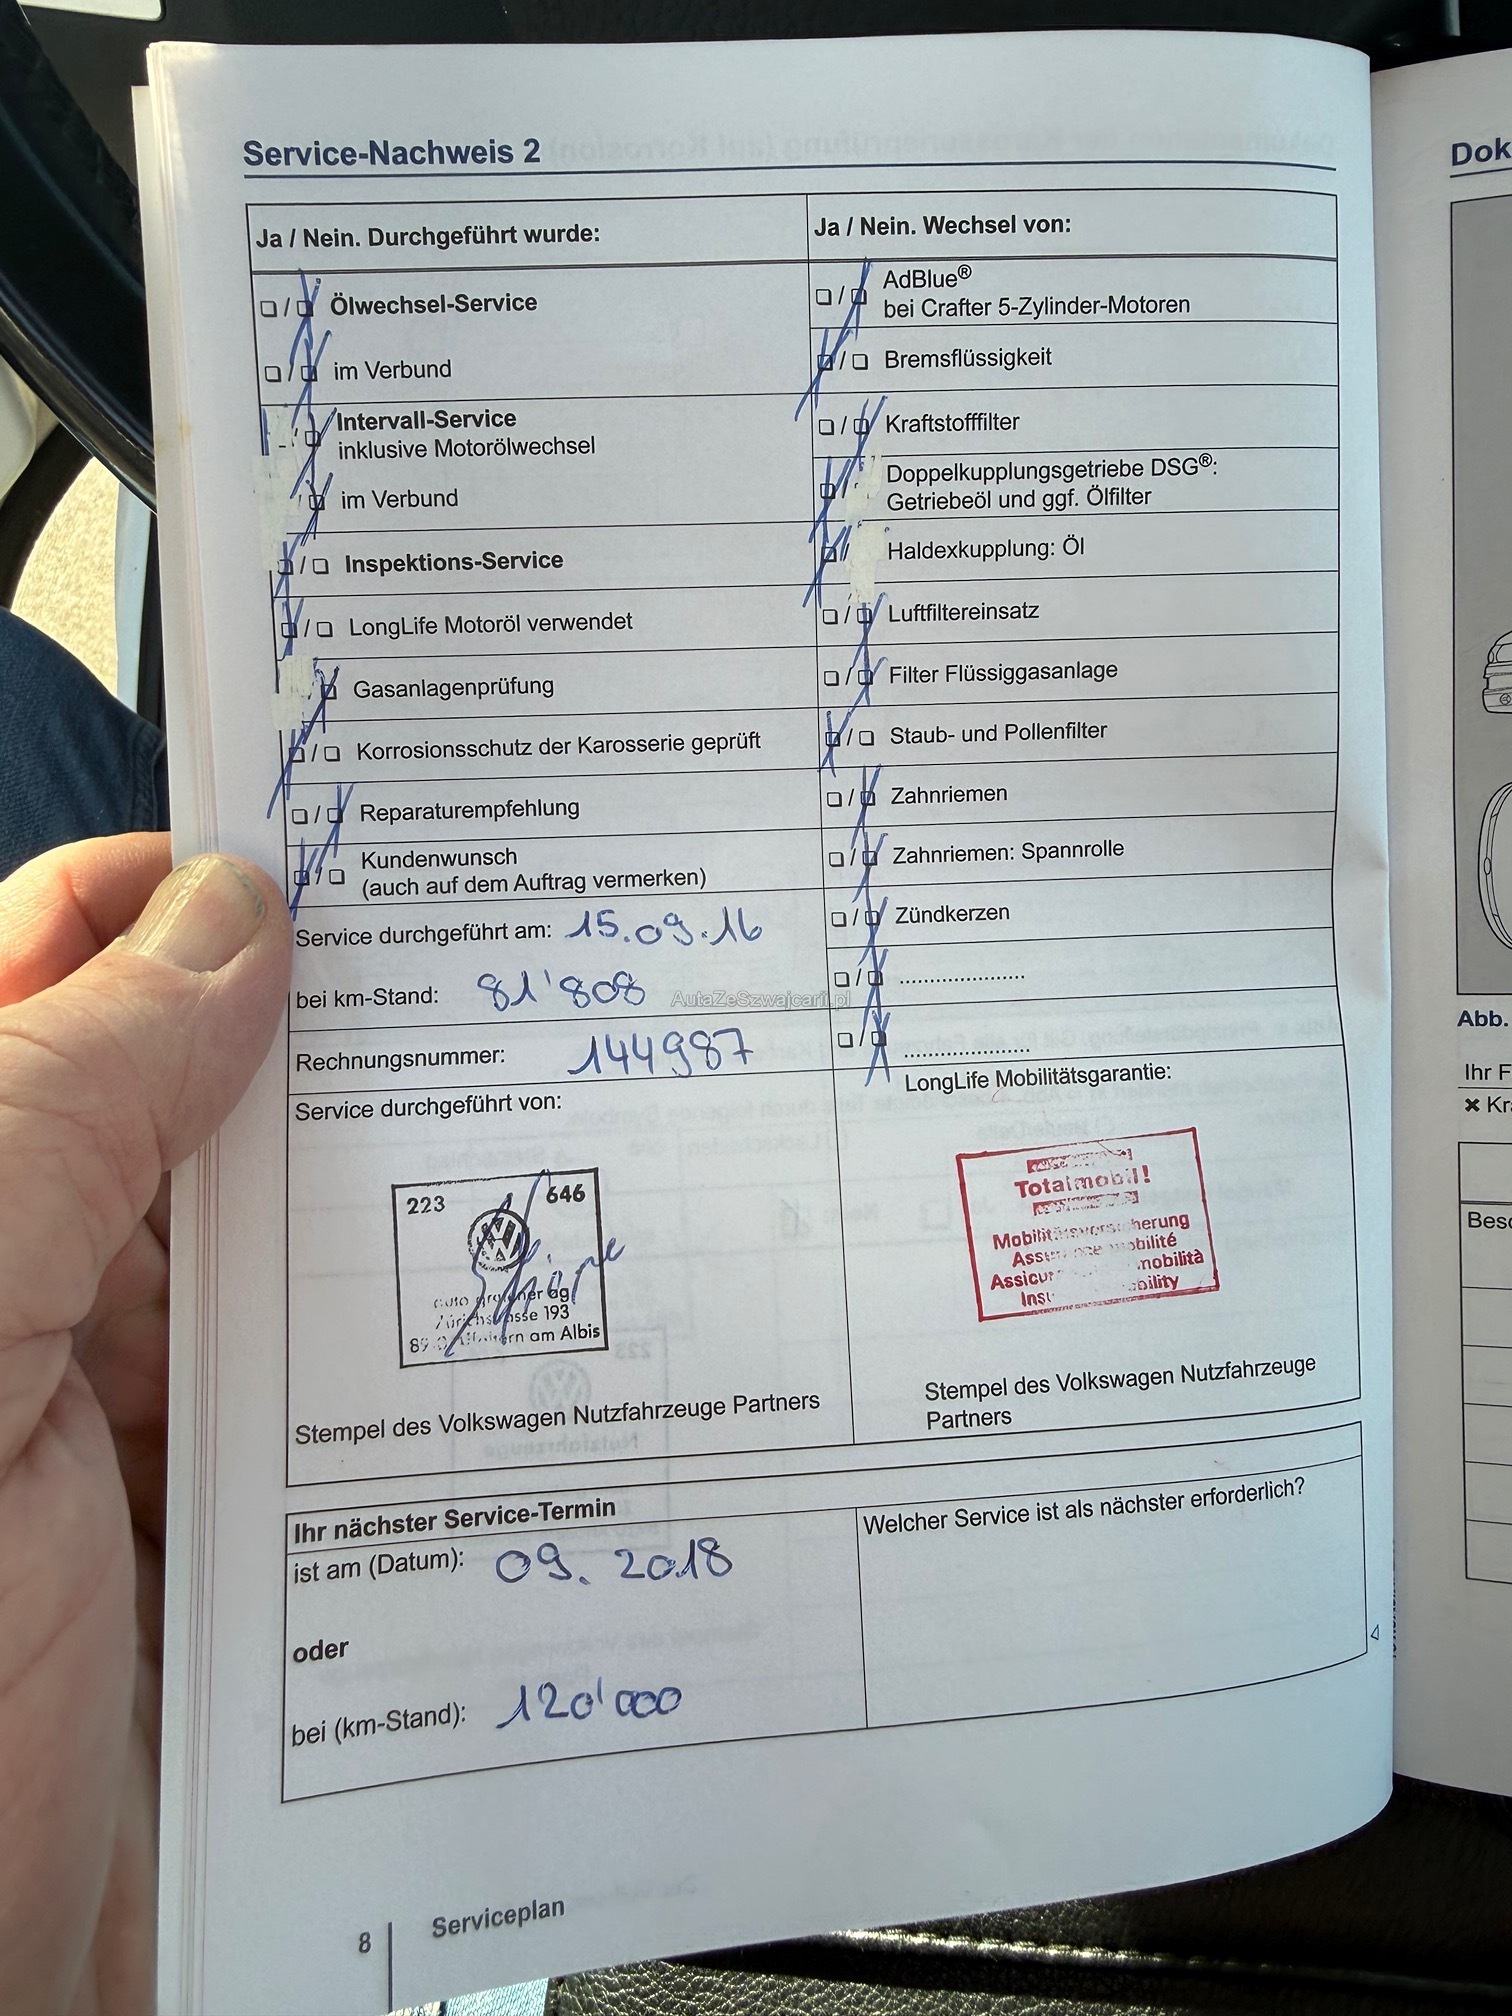 Service-Nachweis 2
Ja / Nein. Durchgeführt wurde:
Ölwechsel-Service
im Verbund
Intervall-Service
inklusive Motorölwechsel
im Verbund
Inspektions-Service
LongLife Motoröl verwendet
Gasanlagenprüfung
Korrosionsschutz der Karosserie geprüft
Reparaturempfehlung
Kundenwunsch
(auch auf dem Auftrag vermerken)
Service durchgeführt am: 15.09.16
bei km-Stand: 81'808
Rechnungsnummer: 144987
Service durchgeführt von:
223 646
ag
193
am Albis
Stempel des Volkswagen Nutzfahrzeuge Partners
Ja / Nein. Wechsel von:
AdBlue®
bei Crafter 5-Zylinder-Motoren
Bremsflüssigkeit
Kraftstofffilter
Doppelkupplungsgetriebe DSG®:
Getriebeöl und ggf. Ölfilter
Haldexkupplung: Öl
Luftfiltereinsatz
Filter Flüssiggasanlage
Staub- und Pollenfilter
Zahnriemen
Zahnriemen: Spannrolle
Zündkerzen
.....................
.....................
LongLife Mobilitätsgarantie:
Totalmobil!
Mobilitätsversicherung
mobilité
mobilità
Stempel des Volkswagen Nutzfahrzeuge
Partners
Ihr nächster Service-Termin
ist am (Datum): 09. 2018
oder
bei (km-Stand): 120'000
Welcher Service ist als nächster erforderlich?
8 Serviceplan
AutaZeSzwajcarii.pl
Dok
Abb.
Ihr F
Kr
Besc